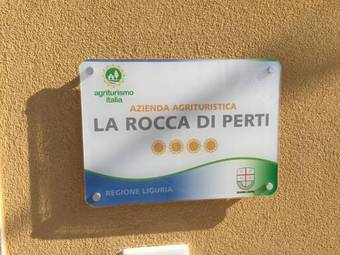 agriturismo
italia
AZIENDA AGRITURISTICA
LA ROCCA DI PERTI
REGIONE LIGURIA